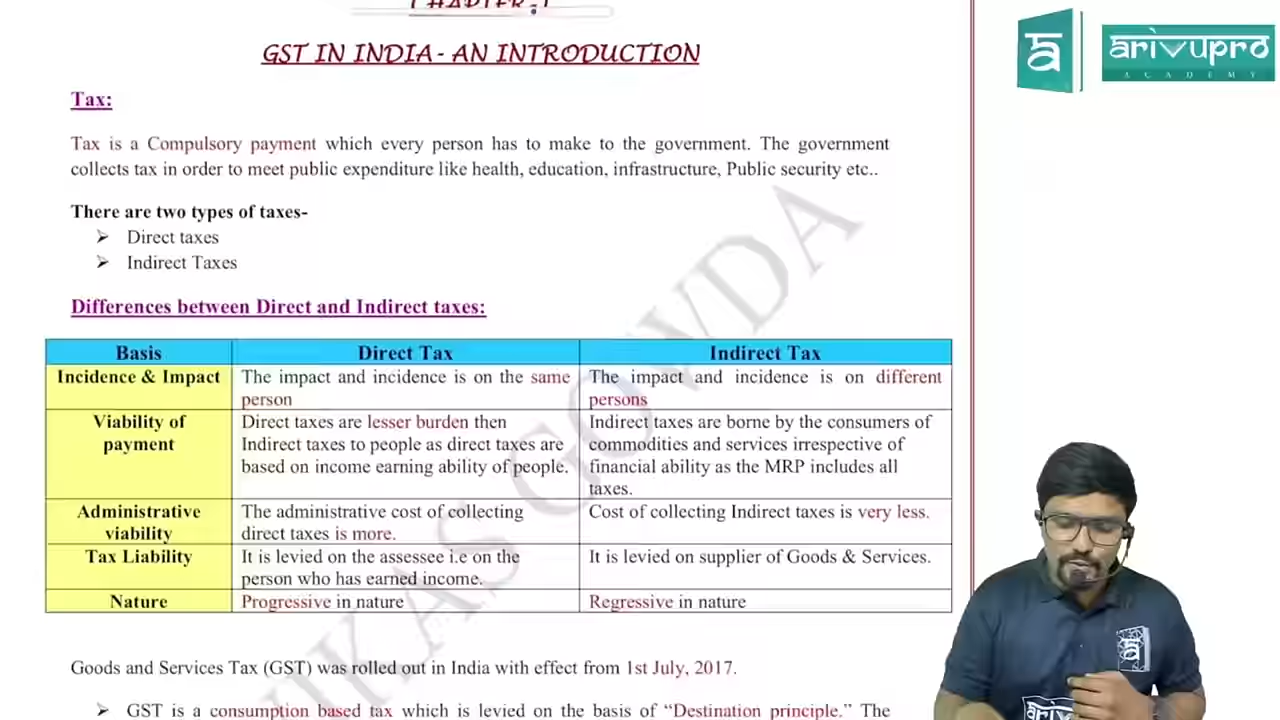 CHAPTER-1
GST IN INDIA- AN INTRODUCTION
Tax:
Tax is a Compulsory payment which every person has to make to the government. The government
collects tax in order to meet public expenditure like health, education, infrastructure, Public security etc..
There are two types of taxes-
➢ Direct taxes
➢ Indirect Taxes
Differences between Direct and Indirect taxes:
Basis Direct Tax Indirect Tax
Incidence & Impact The impact and incidence is on the same The impact and incidence is on different
person persons
Viability of Direct taxes are lesser burden then Indirect taxes are borne by the consumers of
payment Indirect taxes to people as direct taxes are commodities and services irrespective of
based on income earning ability of people. financial ability as the MRP includes all
taxes.
Administrative The administrative cost of collecting Cost of collecting Indirect taxes is very less.
viability direct taxes is more.
Tax Liability It is levied on the assessee i.e on the It is levied on supplier of Goods & Services.
person who has earned income.
Nature Progressive in nature Regressive in nature
Goods and Services Tax (GST) was rolled out in India with effect from 1st July, 2017.
➢ GST is a consumption based tax which is levied on the basis of “Destination principle.” The
VIKAS GOWDA
arivupro
ACADEMY
arivupro